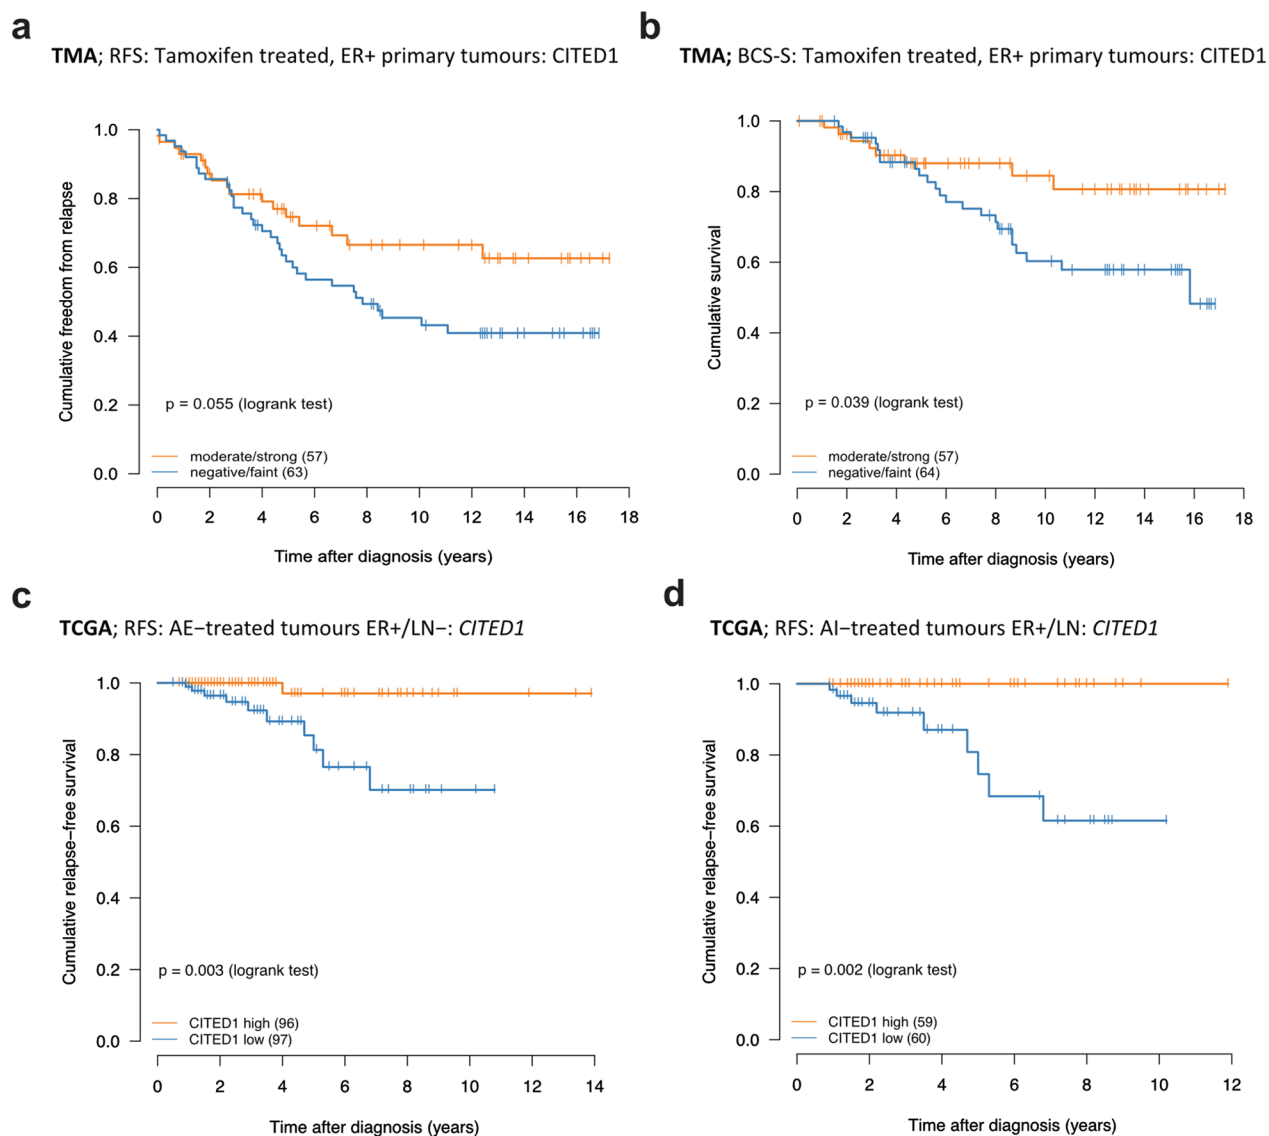 a
TMA; RFS: Tamoxifen treated, ER+ primary tumours: CITED1
1.0
0.8
0.6
0.4
0.2
0.0
Cumulative freedom from relapse
p = 0.055 (logrank test)
moderate/strong (57)
negative/faint (63)
0 2 4 6 8 10 12 14 16 18
Time after diagnosis (years)
b
TMA; BCS-S: Tamoxifen treated, ER+ primary tumours: CITED1
1.0
0.8
0.6
0.4
0.2
0.0
Cumulative survival
p = 0.039 (logrank test)
moderate/strong (57)
negative/faint (64)
0 2 4 6 8 10 12 14 16 18
Time after diagnosis (years)
c
TCGA; RFS: AE−treated tumours ER+/LN−: CITED1
1.0
0.8
0.6
0.4
0.2
0.0
Cumulative relapse−free survival
p = 0.003 (logrank test)
CITED1 high (96)
CITED1 low (97)
0 2 4 6 8 10 12 14
Time after diagnosis (years)
d
TCGA; RFS: AI−treated tumours ER+/LN: CITED1
1.0
0.8
0.6
0.4
0.2
0.0
Cumulative relapse−free survival
p = 0.002 (logrank test)
CITED1 high (59)
CITED1 low (60)
0 2 4 6 8 10 12
Time after diagnosis (years)